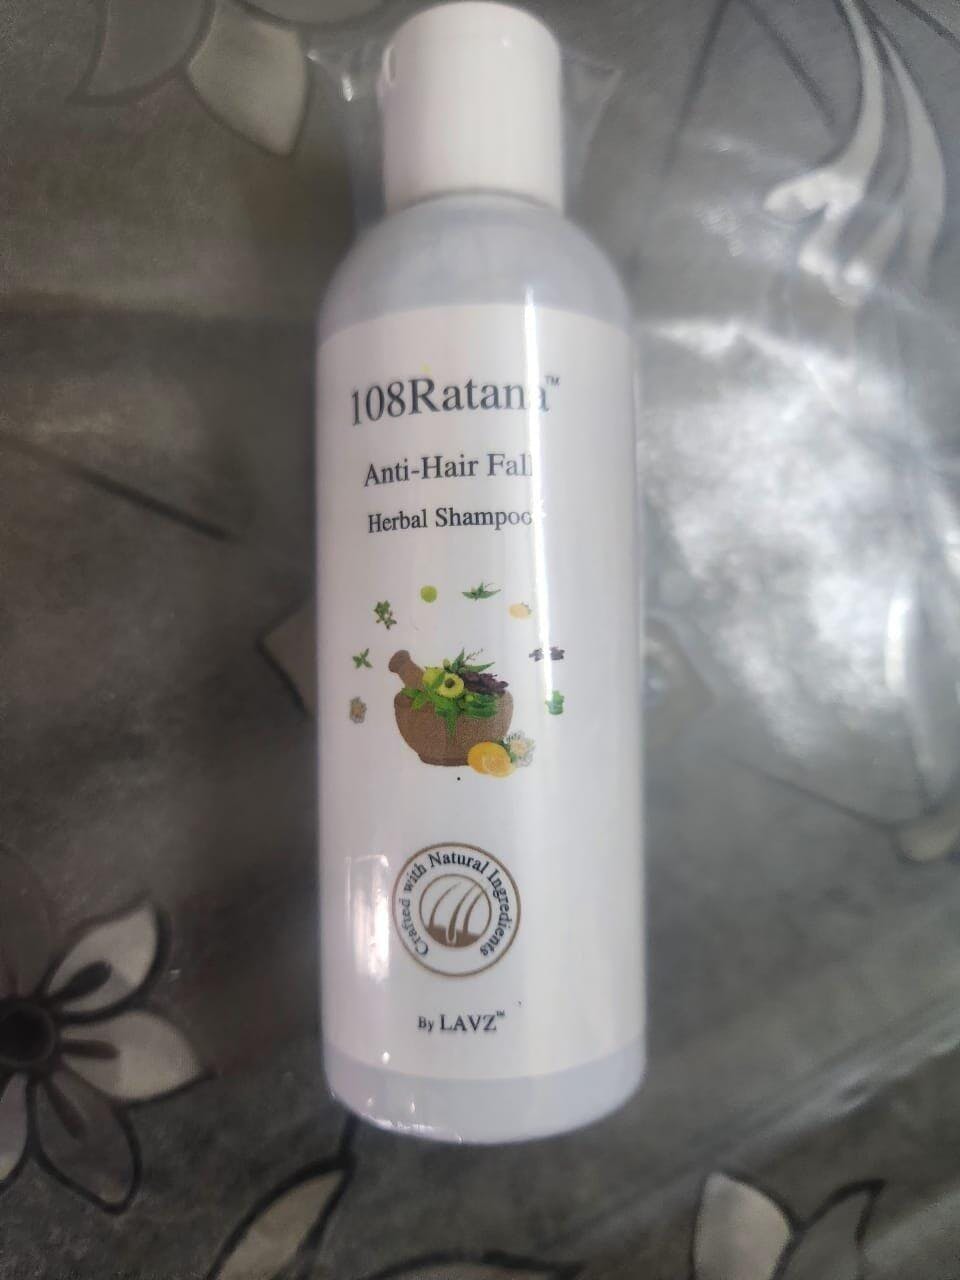 108Ratana™
Anti-Hair Fall
Herbal Shampoo
Crafted with Natural Ingredients
By LAVZ™